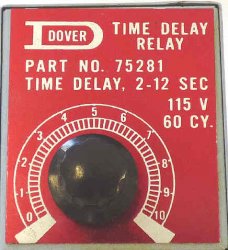 DOVER
TIME DELAY
RELAY
PART NO. 75281
TIME DELAY, 2-12 SEC
115 V
60 CY.
0 1 2 3 4 5 6 7 8 9 10